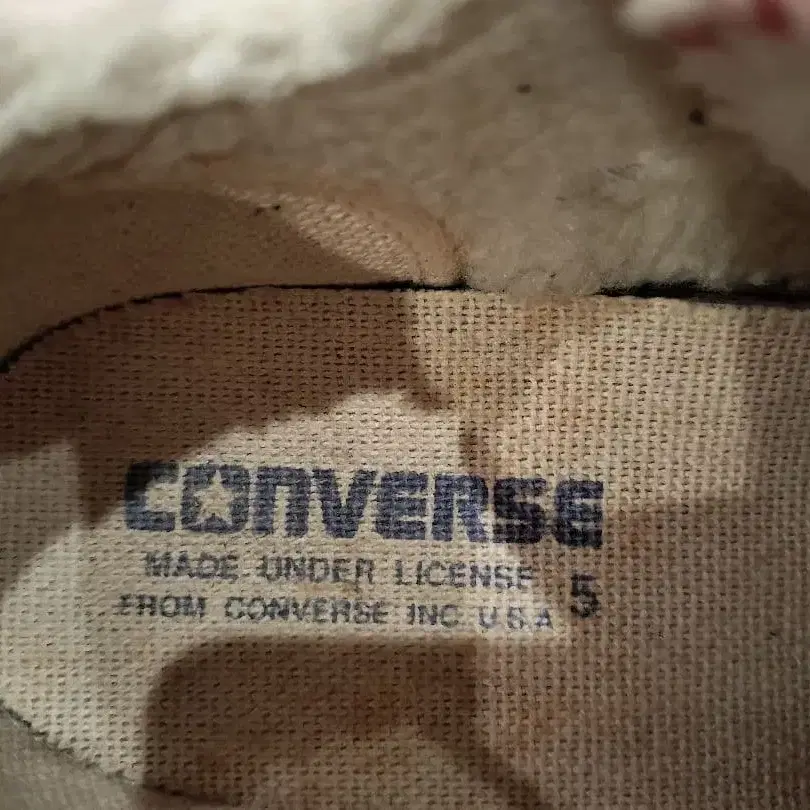 CONVERSE
MADE UNDER LICENSE 5
FROM CONVERSE INC. U.S.A